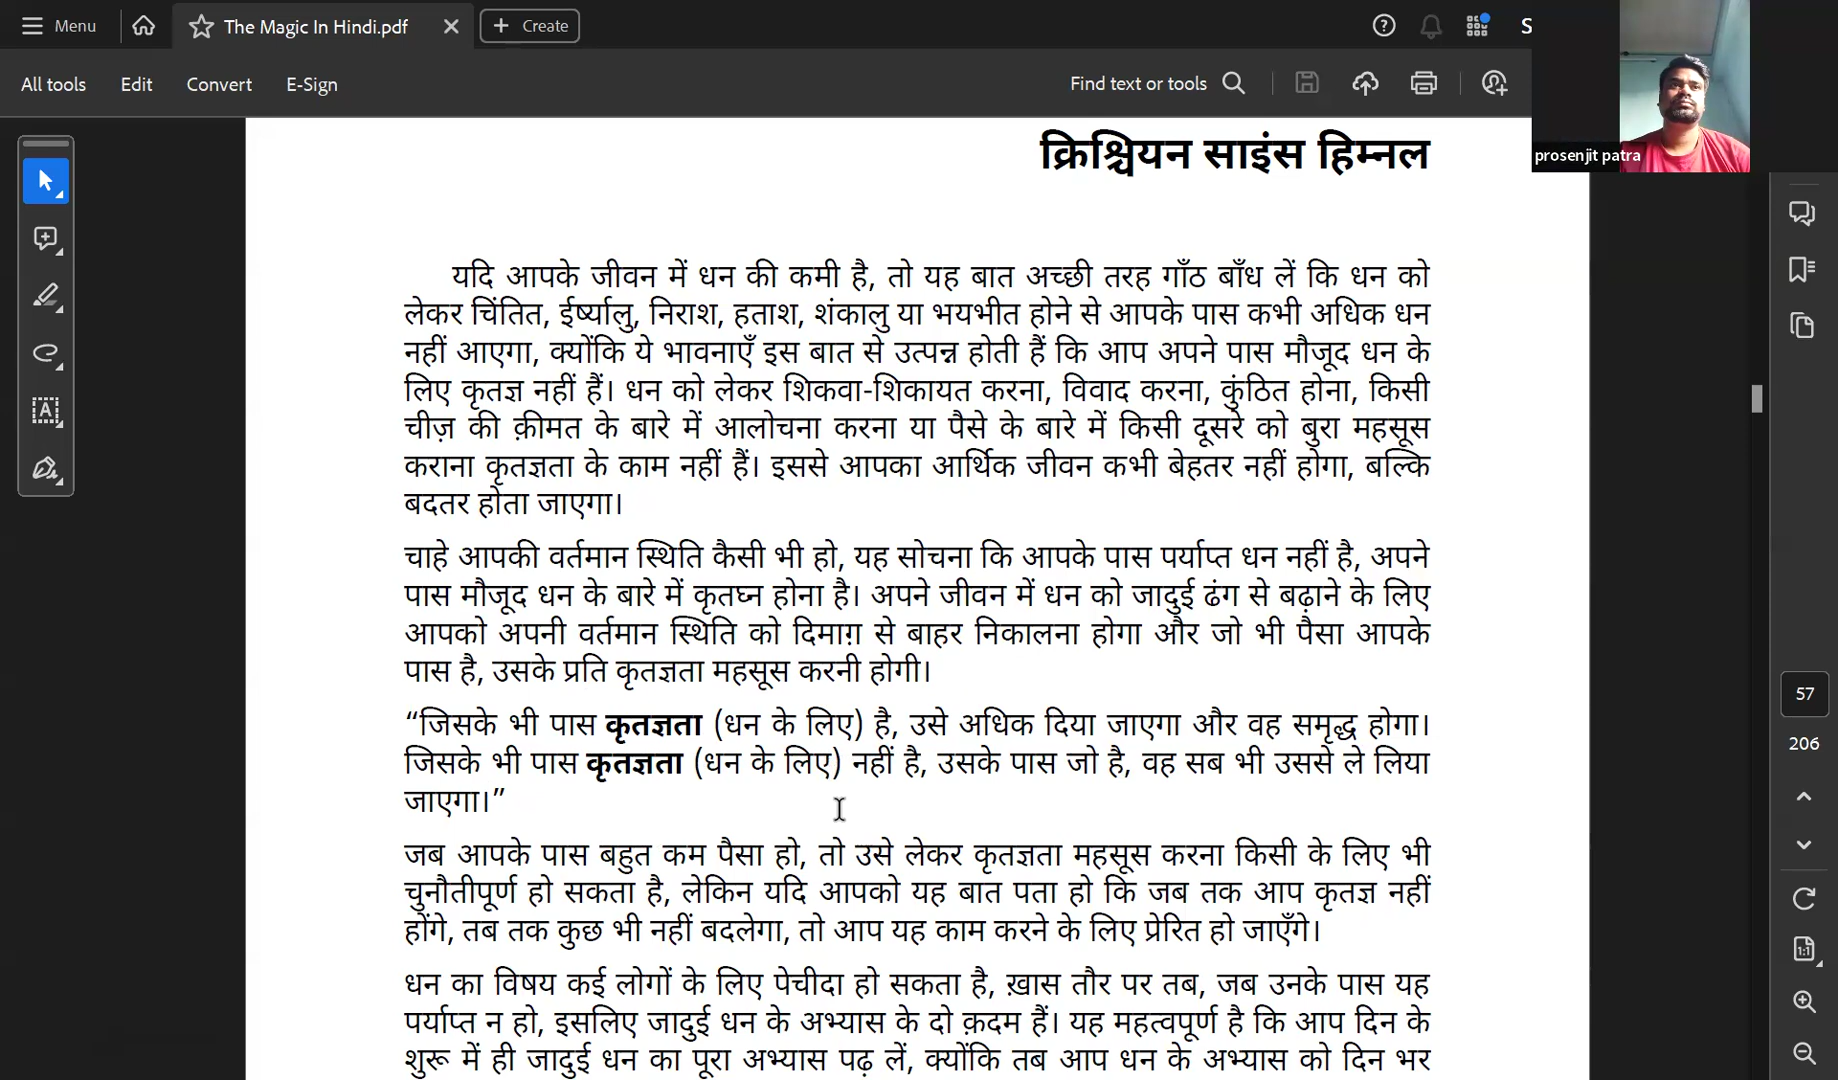 Menu
The Magic In Hindi.pdf
Create
S
All tools
Edit
Convert
E-Sign
Find text or tools
prosenjit patra
क्रिश्चियन साइंस हिम्नल
यदि आपके जीवन में धन की कमी है, तो यह बात अच्छी तरह गाँठ बाँध लें कि धन को
लेकर चिंतित, ईर्ष्यालु, निराश, हताश, शंकालु या भयभीत होने से आपके पास कभी अधिक धन
नहीं आएगा, क्योंकि ये भावनाएँ इस बात से उत्पन्न होती हैं कि आप अपने पास मौजूद धन के
लिए कृतज्ञ नहीं हैं। धन को लेकर शिकवा-शिकायत करना, विवाद करना, कुंठित होना, किसी
चीज़ की क़ीमत के बारे में आलोचना करना या पैसे के बारे में किसी दूसरे को बुरा महसूस
कराना कृतज्ञता के काम नहीं हैं। इससे आपका आर्थिक जीवन कभी बेहतर नहीं होगा, बल्कि
बदतर होता जाएगा।
चाहे आपकी वर्तमान स्थिति कैसी भी हो, यह सोचना कि आपके पास पर्याप्त धन नहीं है, अपने
पास मौजूद धन के बारे में कृतघ्न होना है। अपने जीवन में धन को जादुई ढंग से बढ़ाने के लिए
आपको अपनी वर्तमान स्थिति को दिमाग़ से बाहर निकालना होगा और जो भी पैसा आपके
पास है, उसके प्रति कृतज्ञता महसूस करनी होगी।
“जिसके भी पास कृतज्ञता (धन के लिए) है, उसे अधिक दिया जाएगा और वह समृद्ध होगा।
जिसके भी पास कृतज्ञता (धन के लिए) नहीं है, उसके पास जो है, वह सब भी उससे ले लिया
जाएगा।”
जब आपके पास बहुत कम पैसा हो, तो उसे लेकर कृतज्ञता महसूस करना किसी के लिए भी
चुनौतीपूर्ण हो सकता है, लेकिन यदि आपको यह बात पता हो कि जब तक आप कृतज्ञ नहीं
होंगे, तब तक कुछ भी नहीं बदलेगा, तो आप यह काम करने के लिए प्रेरित हो जाएँगे।
धन का विषय कई लोगों के लिए पेचीदा हो सकता है, ख़ास तौर पर तब, जब उनके पास यह
पर्याप्त न हो, इसलिए जादुई धन के अभ्यास के दो क़दम हैं। यह महत्वपूर्ण है कि आप दिन के
शुरू में ही जादुई धन का पूरा अभ्यास पढ़ लें, क्योंकि तब आप धन के अभ्यास को दिन भर
57
206
1:1